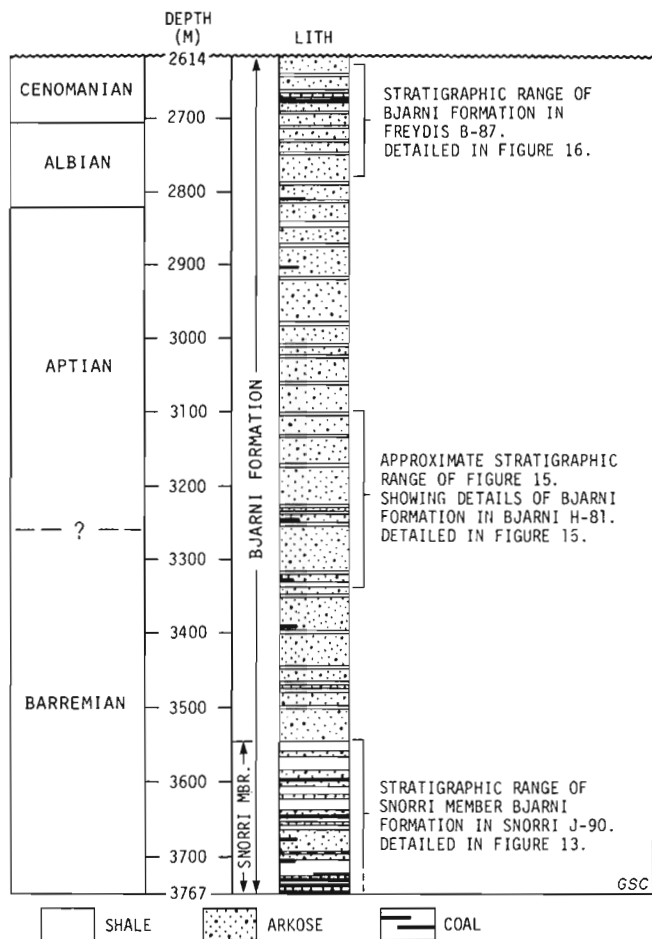 DEPTH
(M)
LITH
2614
2700
2800
2900
3000
3100
3200
3300
3400
3500
3600
3700
3767
CENOMANIAN
ALBIAN
APTIAN
?
BARREMIAN
BJARNI FORMATION
SNORRI MBR.
STRATIGRAPHIC RANGE OF
BJARNI FORMATION IN
FREYDIS B-87.
DETAILED IN FIGURE 16.
APPROXIMATE STRATIGRAPHIC
RANGE OF FIGURE 15.
SHOWING DETAILS OF BJARNI
FORMATION IN BJARNI H-81.
DETAILED IN FIGURE 15.
STRATIGRAPHIC RANGE OF
SNORRI MEMBER BJARNI
FORMATION IN SNORRI J-90.
DETAILED IN FIGURE 13.
GSC
SHALE
ARKOSE
COAL